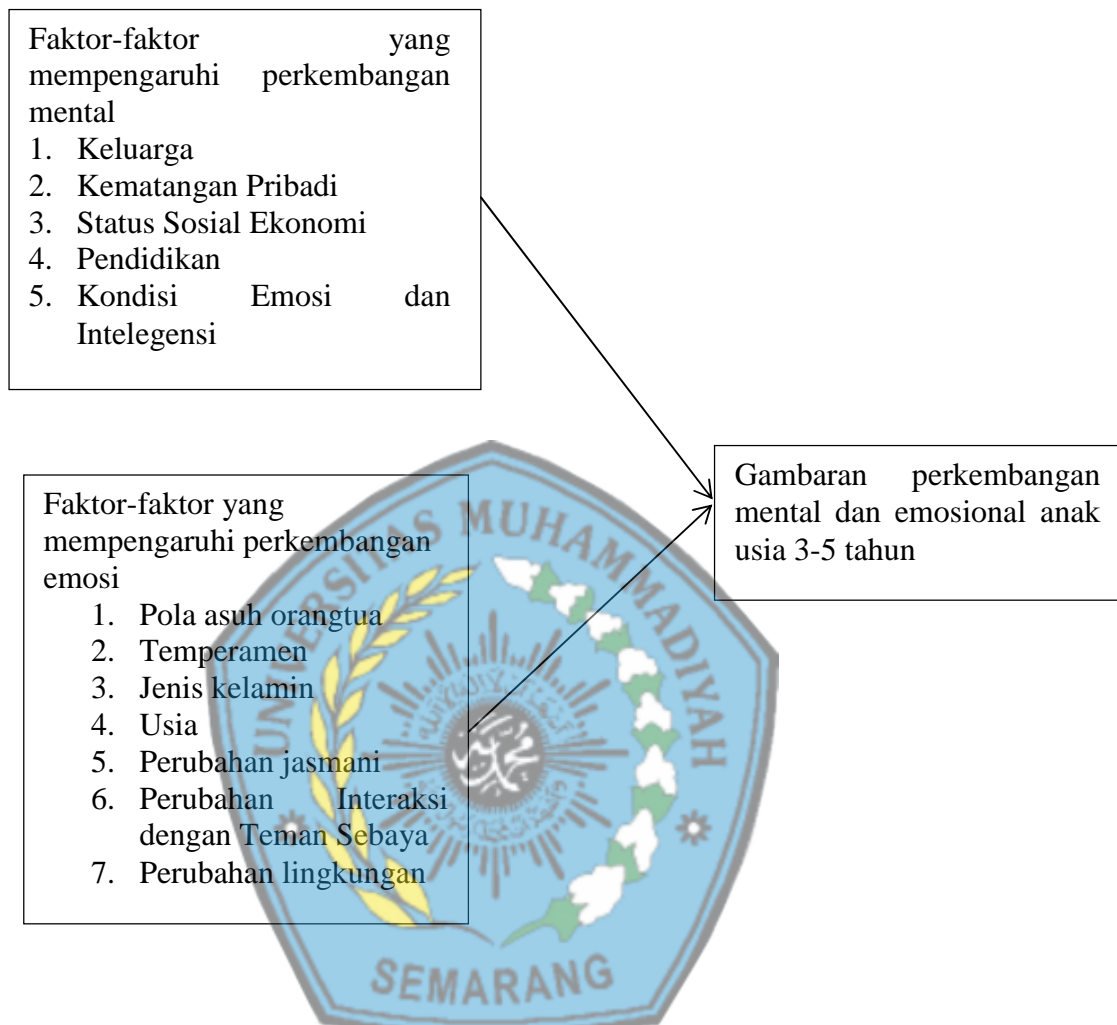 Faktor-faktor yang
mempengaruhi perkembangan
mental
1. Keluarga
2. Kematangan Pribadi
3. Status Sosial Ekonomi
4. Pendidikan
5. Kondisi Emosi dan
Intelegensi
Faktor-faktor yang
mempengaruhi perkembangan
emosi
1. Pola asuh orangtua
2. Temperamen
3. Jenis kelamin
4. Usia
5. Perubahan jasmani
6. Perubahan Interaksi
dengan Teman Sebaya
7. Perubahan lingkungan
Gambaran perkembangan
mental dan emosional anak
usia 3-5 tahun
UNIVERSITAS MUHAMMADIYAH
SEMARANG